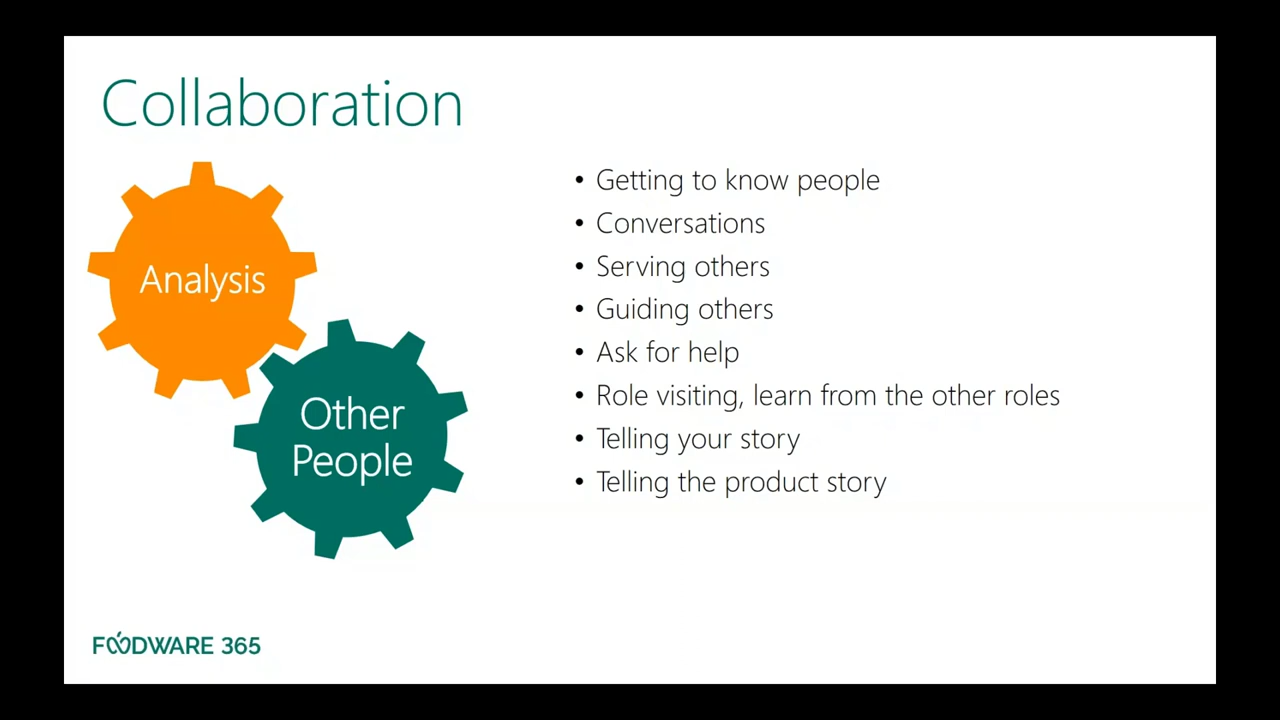 Collaboration
Analysis
Other
People
• Getting to know people
• Conversations
• Serving others
• Guiding others
• Ask for help
• Role visiting, learn from the other roles
• Telling your story
• Telling the product story
FOODWARE 365